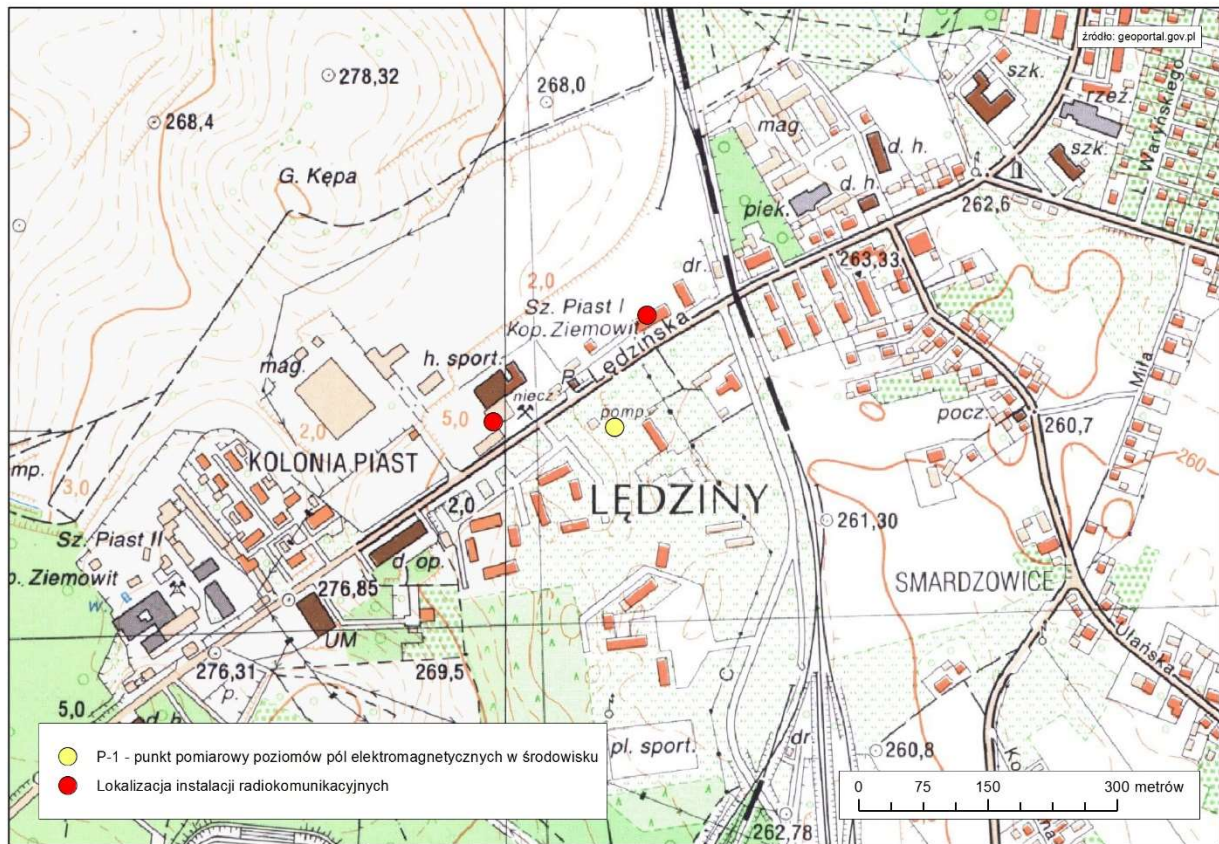 źródło: geoportal.gov.pl
278,32
268,4
268,0
G. Kępa
mag.
d. h.
d. h.
piek.
szk.
rzeź.
szk.
L. Waryńskiego
262,6
263,33
dr.
2,0
Sz. Piast I
Kop. Ziemowit
Lędzińska
h. sport.
mag.
niecz.
pomp.
5,0
2,0
KOLONIA PIAST
2,0
LĘDZINY
pocz.
Miła
260,7
260
mp.
3,0
Sz. Piast II
p. Ziemowit
w.
d. op.
276,85
UM
276,31
p.
269,5
5,0
d. h.
261,30
SMARDZOWICE
Ułańska
pl. sport.
dr
260,8
262,78
P-1 - punkt pomiarowy poziomów pól elektromagnetycznych w środowisku
Lokalizacja instalacji radiokomunikacyjnych
0 75 150 300 metrów